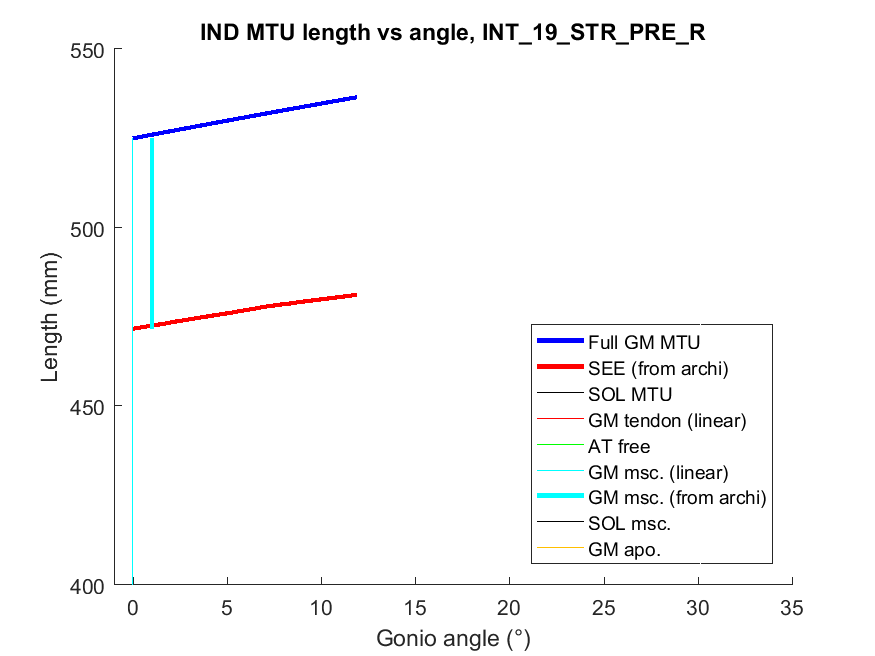 IND MTU length vs angle, INT_19_STR_PRE_R
550
500
450
400
Length (mm)
0 5 10 15 20 25 30 35
Gonio angle (°)
Full GM MTU
SEE (from archi)
SOL MTU
GM tendon (linear)
AT free
GM msc. (linear)
GM msc. (from archi)
SOL msc.
GM apo.